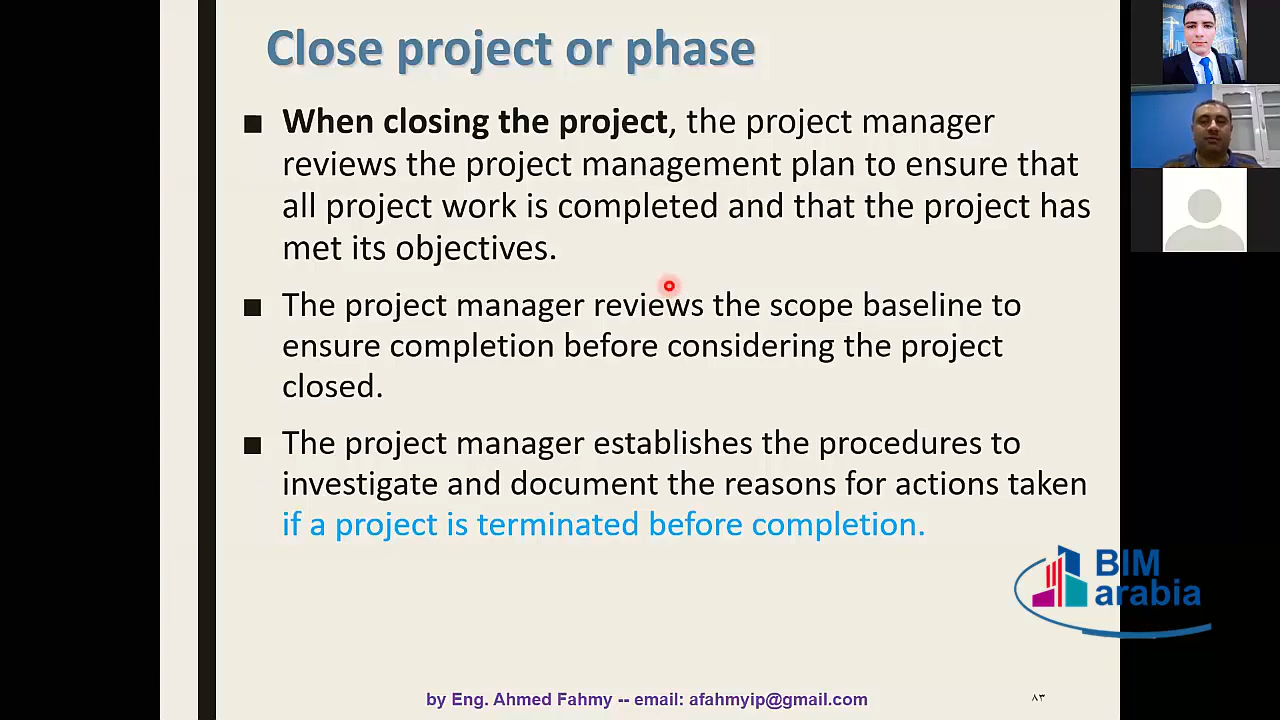 Close project or phase
■ When closing the project, the project manager
reviews the project management plan to ensure that
all project work is completed and that the project has
met its objectives.
■ The project manager reviews the scope baseline to
ensure completion before considering the project
closed.
■ The project manager establishes the procedures to
investigate and document the reasons for actions taken
if a project is terminated before completion.
BIM
arabia
by Eng. Ahmed Fahmy -- email: afahmyip@gmail.com
٨٣